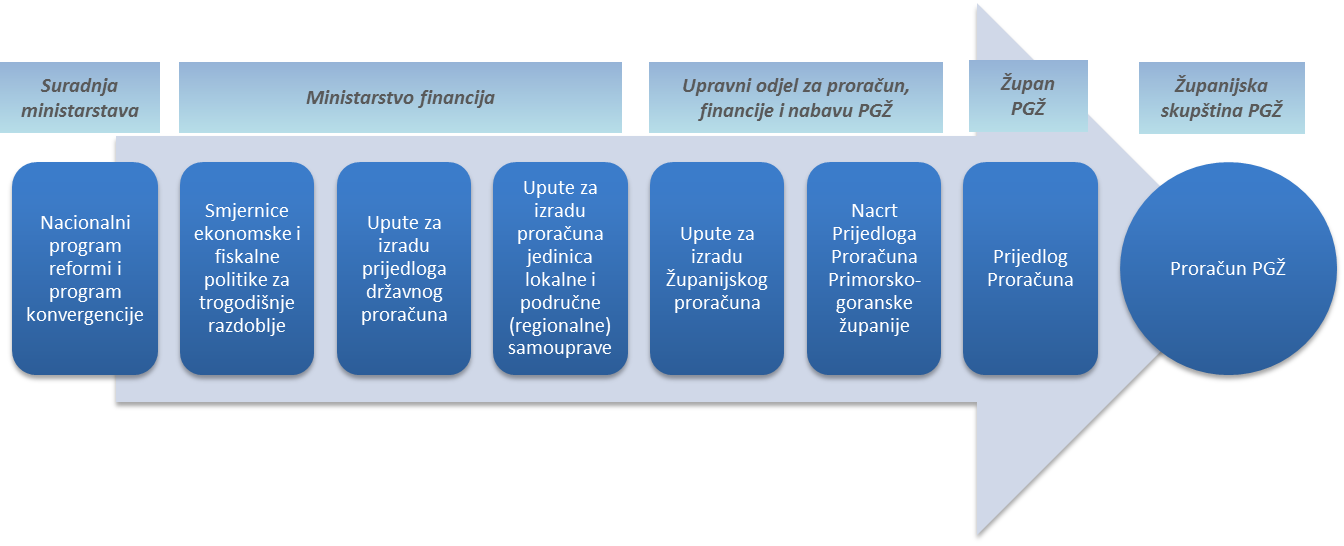 Suradnja
ministarstava
Ministarstvo financija
Upravni odjel za proračun,
financije i nabavu PGŽ
Župan
PGŽ
Županijska
skupština PGŽ
Nacionalni
program
reformi i
program
konvergencije
Smjernice
ekonomske i
fiskalne
politike za
trogodišnje
razdoblje
Upute za
izradu
prijedloga
državnog
proračuna
Upute za
izradu
proračuna
jedinica
lokalne i
područne
(regionalne)
samouprave
Upute za
izradu
Županijskog
proračuna
Nacrt
Prijedloga
Proračuna
Primorsko-
goranske
županije
Prijedlog
Proračuna
Proračun PGŽ